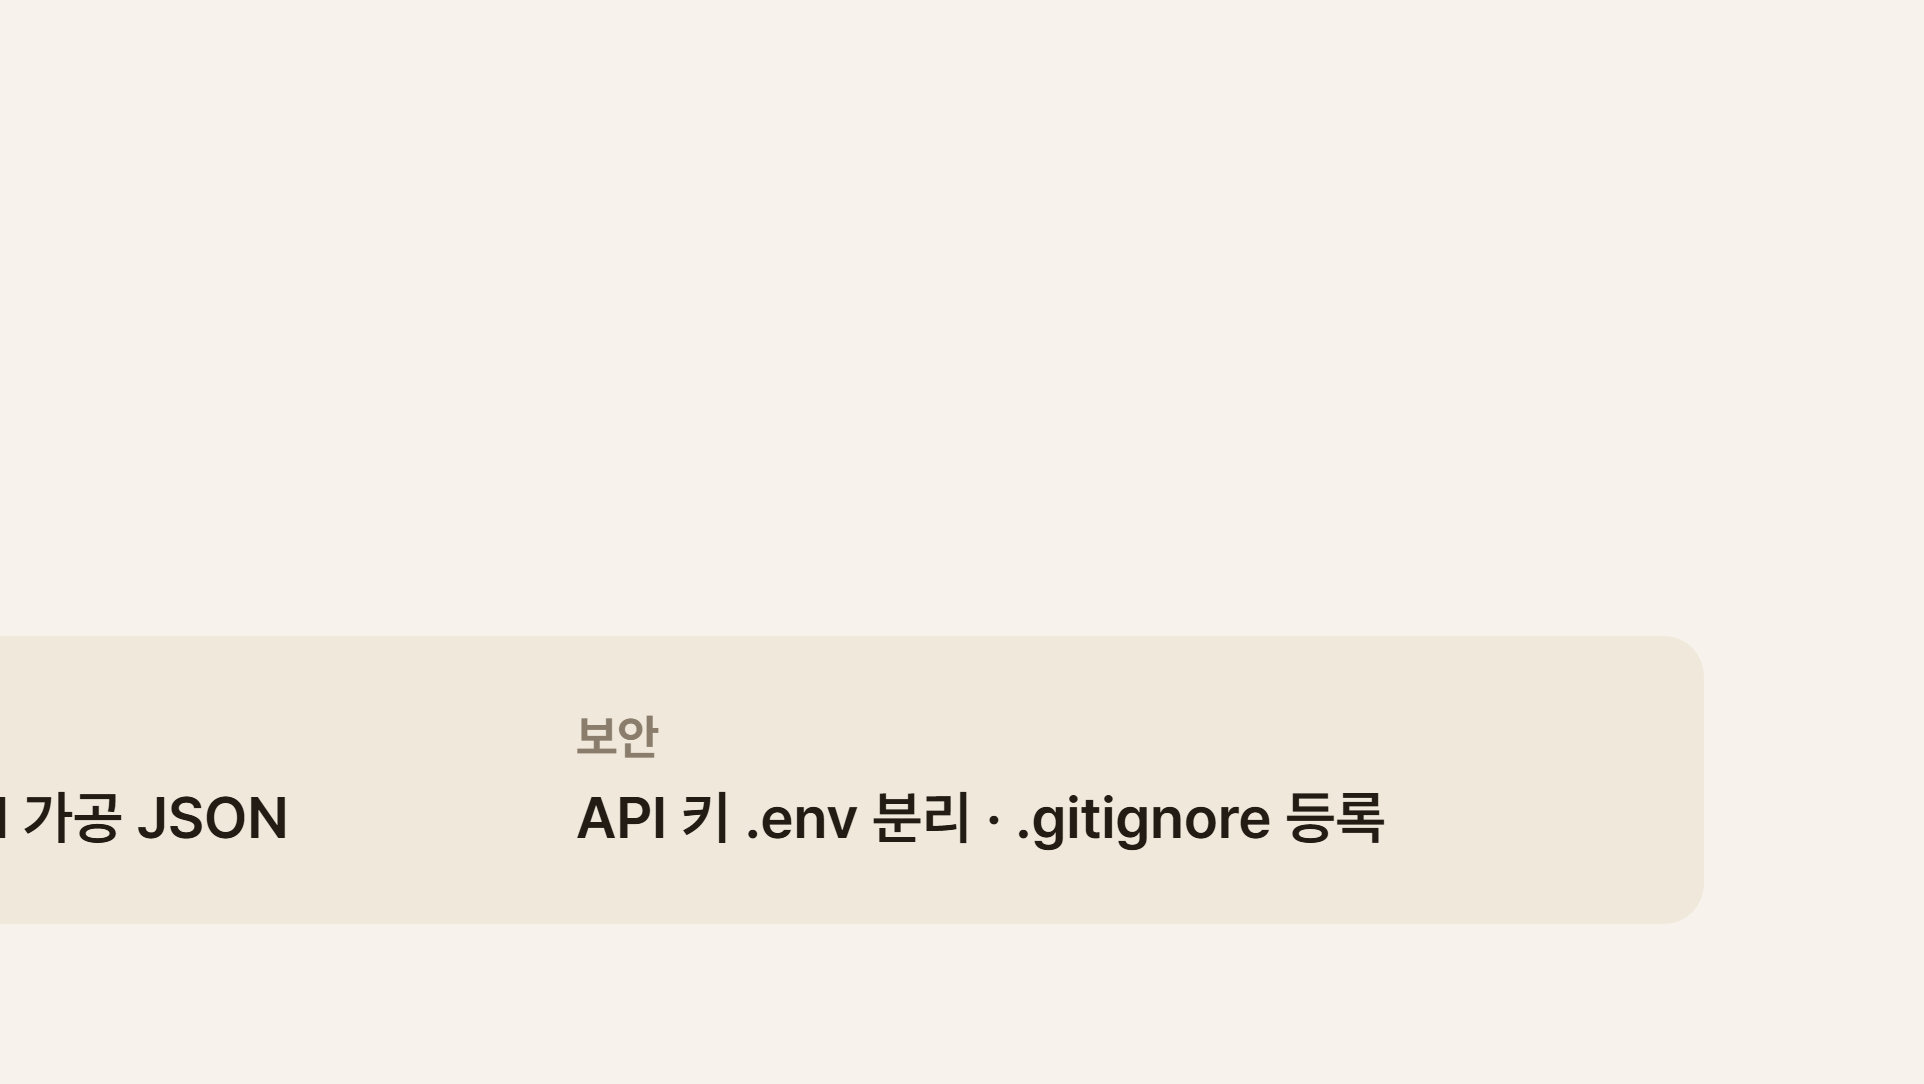 보안
가공 JSON
API 키 .env 분리 · .gitignore 등록